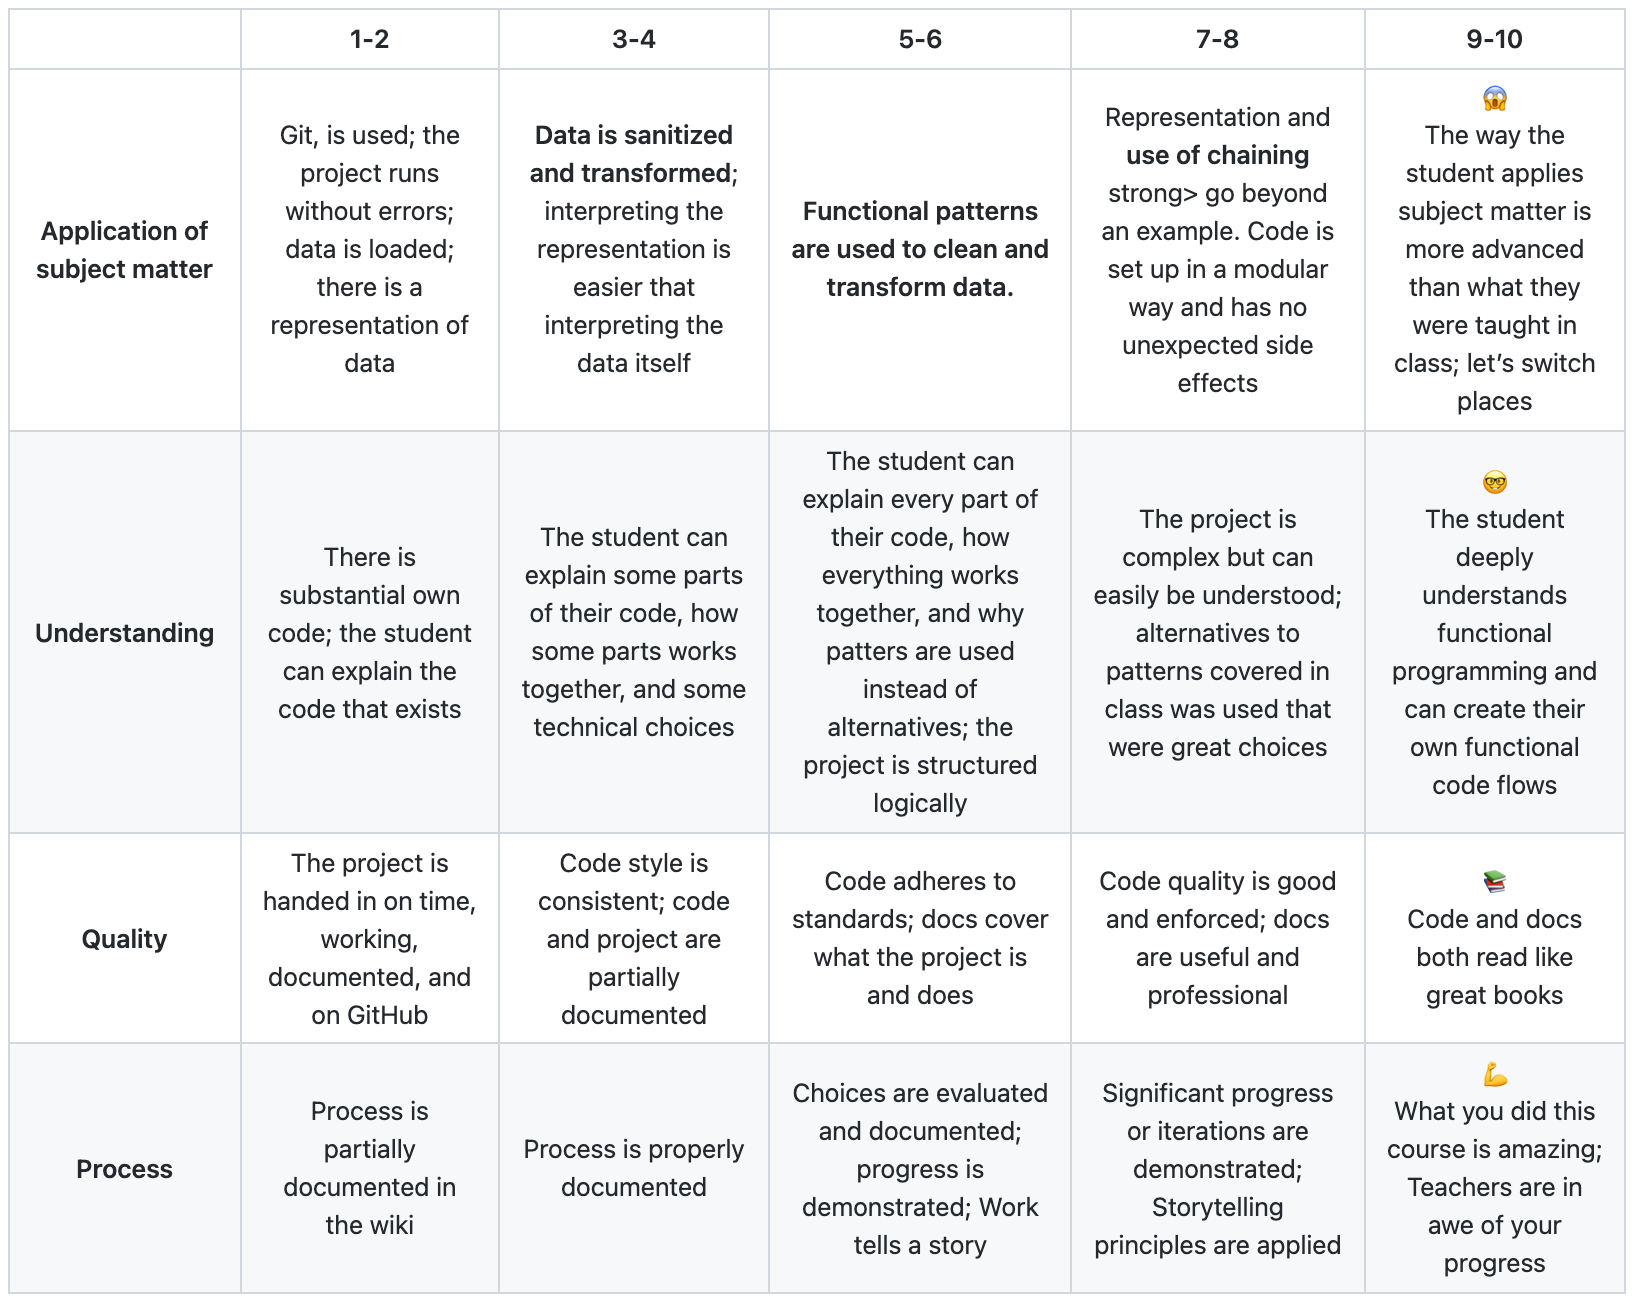 1-2
3-4
5-6
7-8
9-10
Application of
subject matter
Git, is used; the
project runs
without errors;
data is loaded;
there is a
representation of
data
Data is sanitized
and transformed;
interpreting the
representation is
easier that
interpreting the
data itself
Functional patterns
are used to clean and
transform data.
Representation and
use of chaining
strong> go beyond
an example. Code is
set up in a modular
way and has no
unexpected side
effects
😱
The way the
student applies
subject matter is
more advanced
than what they
were taught in
class; let’s switch
places
Understanding
There is
substantial own
code; the student
can explain the
code that exists
The student can
explain some parts
of their code, how
some parts works
together, and some
technical choices
The student can
explain every part of
their code, how
everything works
together, and why
patters are used
instead of
alternatives; the
project is structured
logically
The project is
complex but can
easily be understood;
alternatives to
patterns covered in
class was used that
were great choices
🤓
The student
deeply
understands
functional
programming and
can create their
own functional
code flows
Quality
The project is
handed in on time,
working,
documented, and
on GitHub
Code style is
consistent; code
and project are
partially
documented
Code adheres to
standards; docs cover
what the project is
and does
Code quality is good
and enforced; docs
are useful and
professional
📚
Code and docs
both read like
great books
Process
Process is
partially
documented in
the wiki
Process is properly
documented
Choices are evaluated
and documented;
progress is
demonstrated; Work
tells a story
Significant progress
or iterations are
demonstrated;
Storytelling
principles are applied
💪
What you did this
course is amazing;
Teachers are in
awe of your
progress